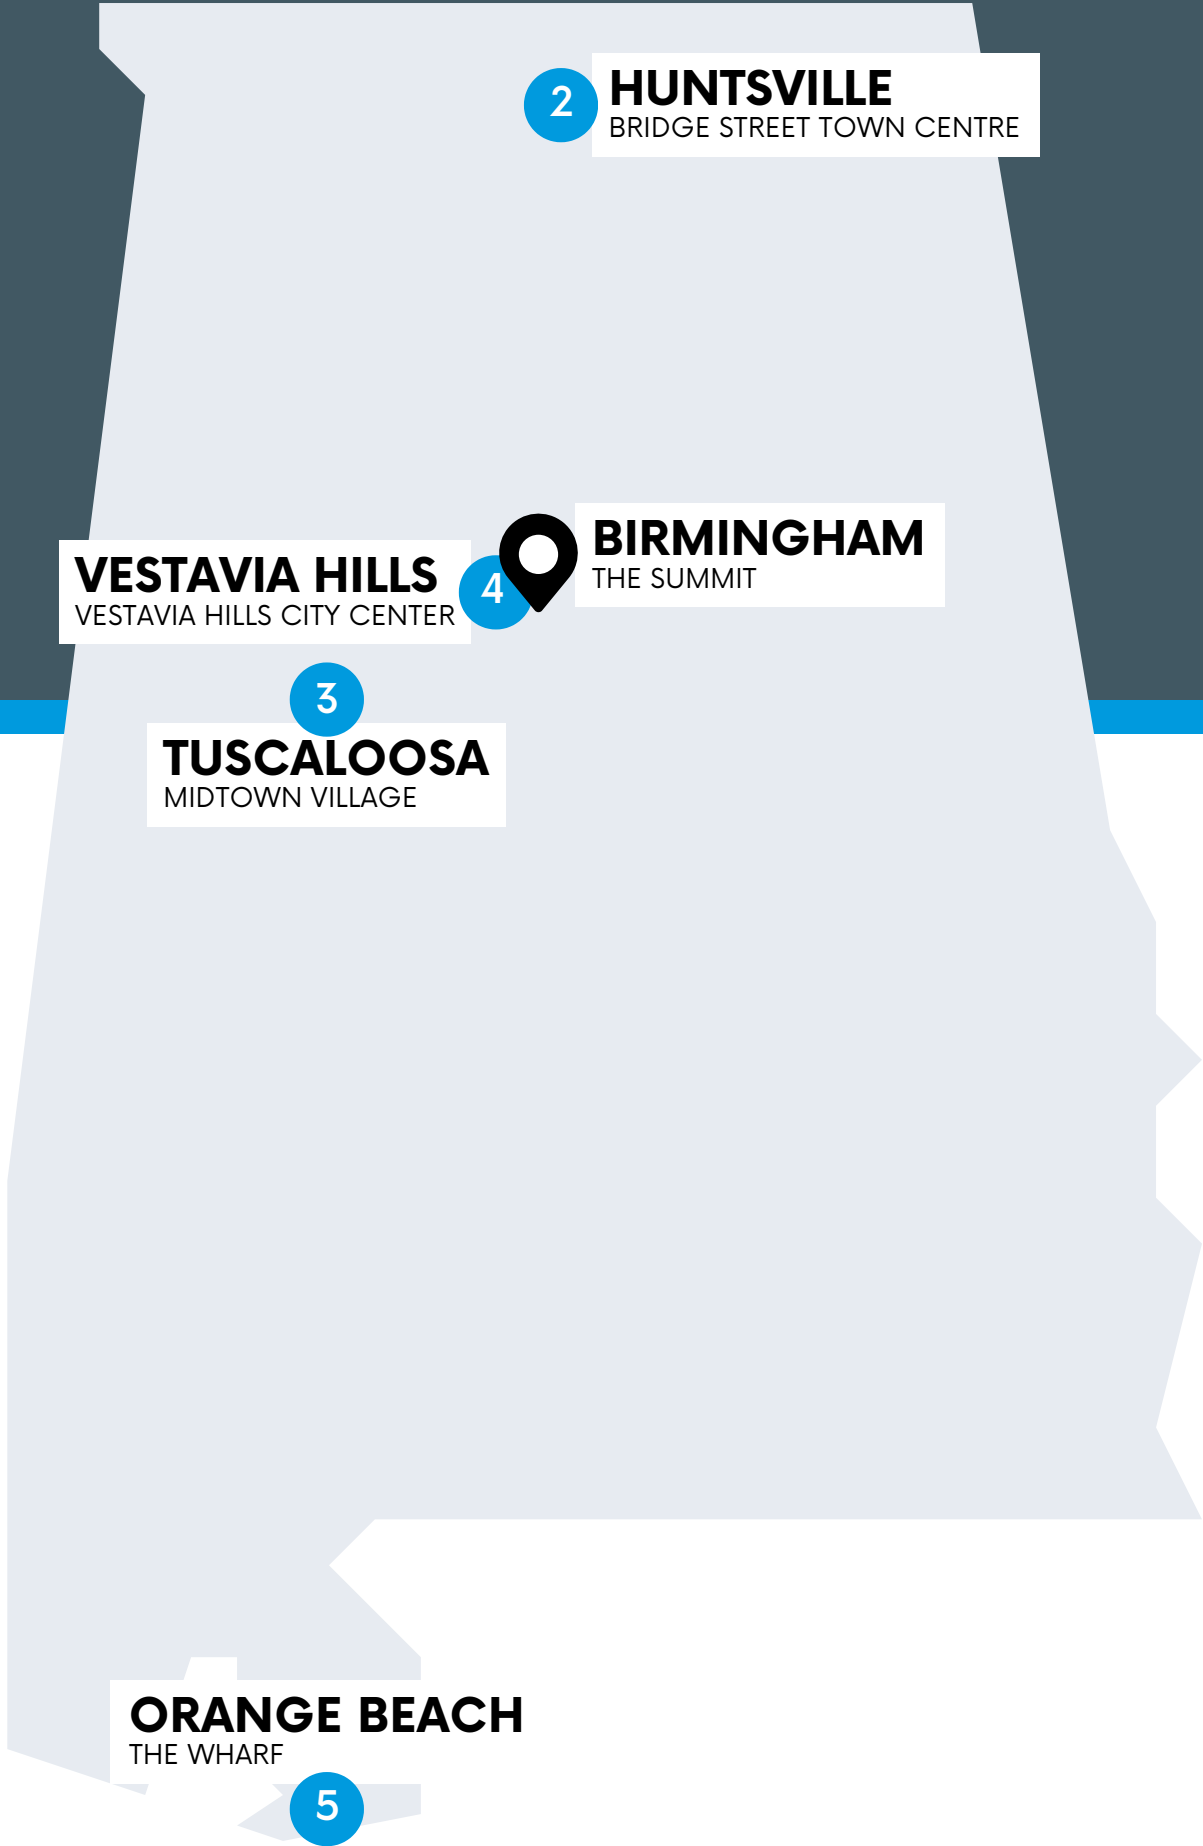 2
HUNTSVILLE
BRIDGE STREET TOWN CENTRE
BIRMINGHAM
THE SUMMIT
VESTAVIA HILLS
VESTAVIA HILLS CITY CENTER
4
3
TUSCALOOSA
MIDTOWN VILLAGE
ORANGE BEACH
THE WHARF
5